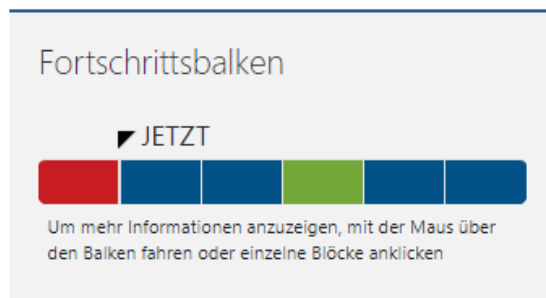 Fortschrittsbalken
JETZT
Um mehr Informationen anzuzeigen, mit der Maus über
den Balken fahren oder einzelne Blöcke anklicken